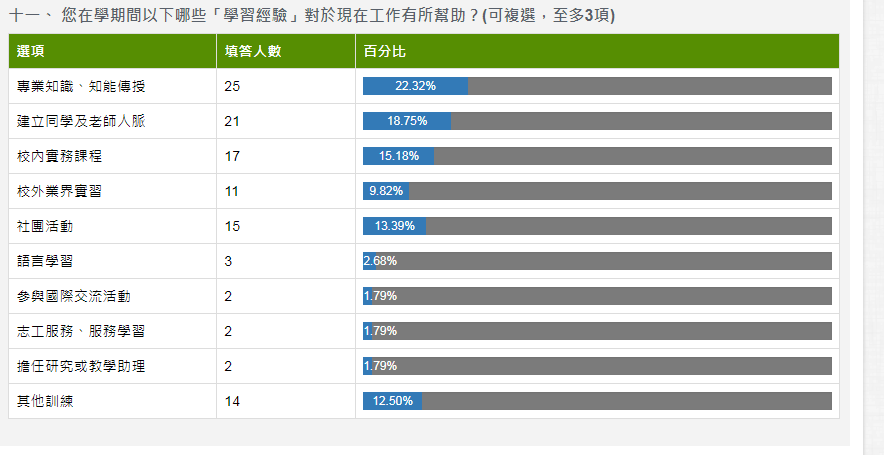 十一、 您在學期間以下哪些「學習經驗」對於現在工作有所幫助？(可複選，至多3項)
選項 填答人數 百分比
專業知識、知能傳授 25 22.32%
建立同學及老師人脈 21 18.75%
校內實務課程 17 15.18%
校外業界實習 11 9.82%
社團活動 15 13.39%
語言學習 3 2.68%
參與國際交流活動 2 1.79%
志工服務、服務學習 2 1.79%
擔任研究或教學助理 2 1.79%
其他訓練 14 12.50%